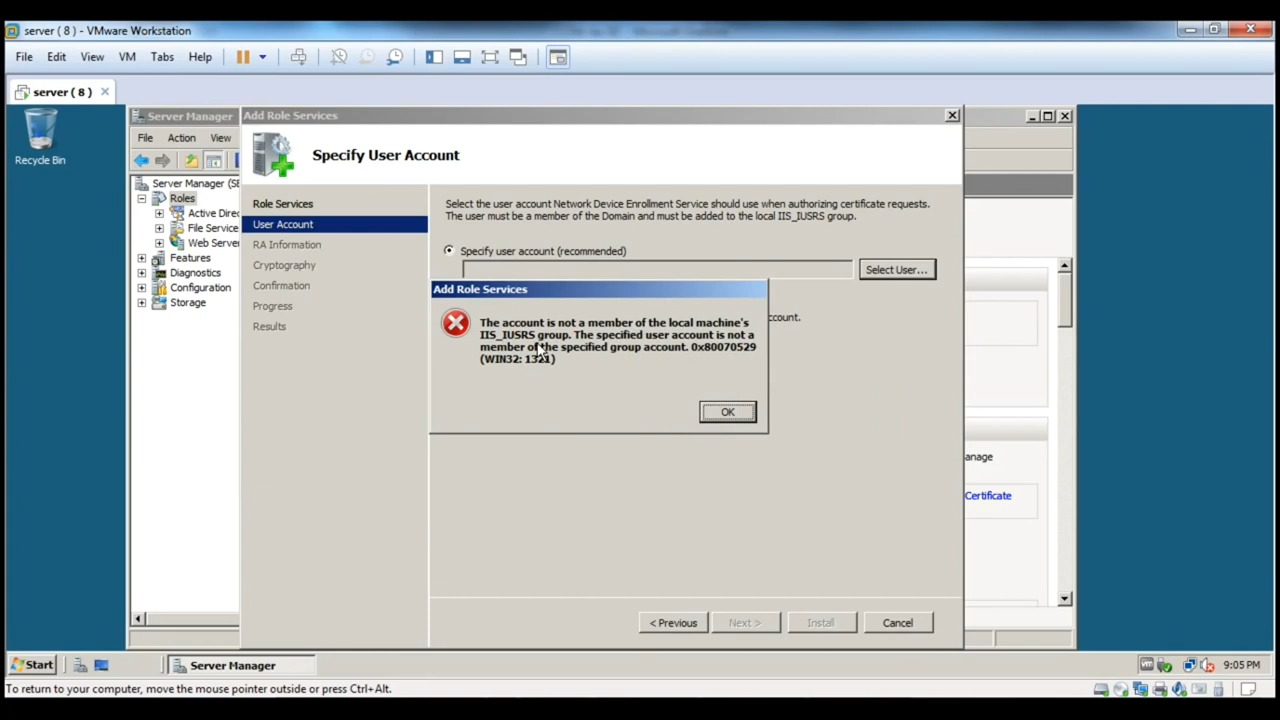 server ( 8 ) - VMware Workstation
File Edit View VM Tabs Help
server ( 8 )
Recycle Bin
Server Manager
File Action View
Server Manager (SE
Roles
Active Direc
File Service
Web Serve
Features
Diagnostics
Configuration
Storage
Add Role Services
Specify User Account
Role Services
User Account
RA Information
Cryptography
Confirmation
Progress
Results
Select the user account Network Device Enrollment Service should use when authorizing certificate requests.
The user must be a member of the Domain and must be added to the local IIS_IUSRS group.
Specify user account (recommended)
Select User...
ccount.
Add Role Services
The account is not a member of the local machine's
IIS_IUSRS group. The specified user account is not a
member of the specified group account. 0x80070529
(WIN32: 1321)
OK
anage
Certificate
< Previous Next > Install Cancel
Start Server Manager 9:05 PM
To return to your computer, move the mouse pointer outside or press Ctrl+Alt.